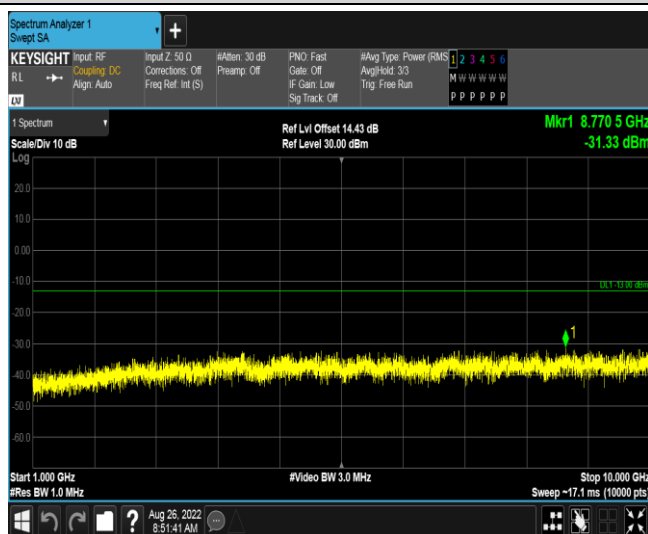 Spectrum Analyzer 1
Swept SA
+
KEYSIGHT
RL
LXI
Input: RF
Coupling: DC
Align: Auto
Input Z: 50 Ω
Corrections: Off
Freq Ref: Int (S)
#Atten: 30 dB
Preamp: Off
PNO: Fast
Gate: Off
IF Gain: Low
Sig Track: Off
#Avg Type: Power (RMS
Avg|Hold: 3/3
Trig: Free Run
1 2 3 4 5 6
M W W W W W
P P P P P P
1 Spectrum
Scale/Div 10 dB
Log
Ref Lvl Offset 14.43 dB
Ref Level 30.00 dBm
Mkr1 8.770 5 GHz
-31.33 dBm
20.0
10.0
0.00
-10.0
DL1 -13.00 dBm
-20.0
-30.0
1
-40.0
-50.0
-60.0
Start 1.000 GHz
#Res BW 1.0 MHz
#Video BW 3.0 MHz
Stop 10.000 GHz
Sweep ~17.1 ms (10000 pts)
?
Aug 26, 2022
8:51:41 AM